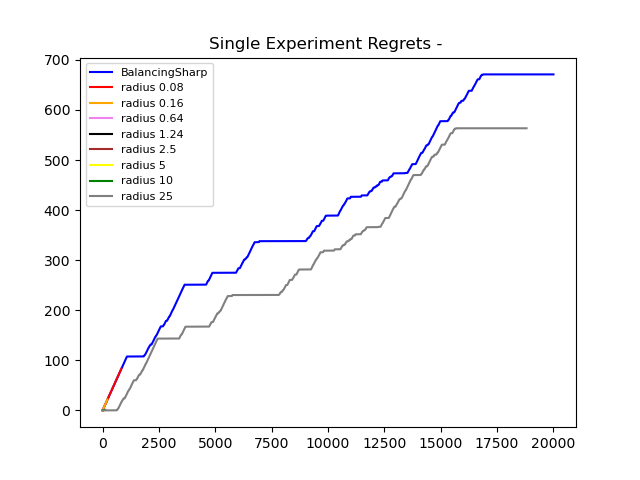 Single Experiment Regrets -
700
600
500
400
300
200
100
0
BalancingSharp
radius 0.08
radius 0.16
radius 0.64
radius 1.24
radius 2.5
radius 5
radius 10
radius 25
0 2500 5000 7500 10000 12500 15000 17500 20000